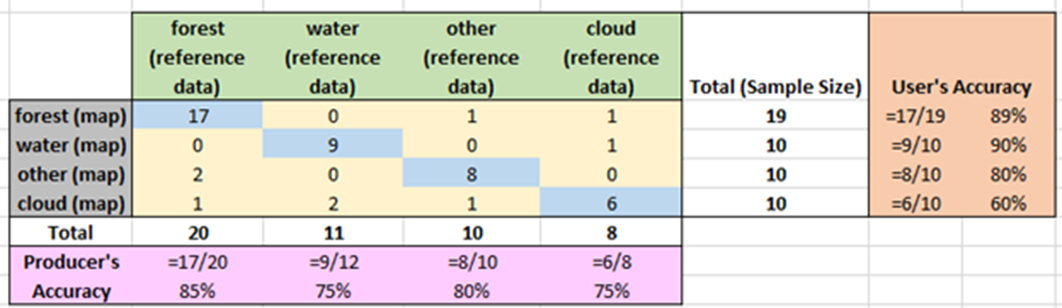 forest water other cloud
(reference (reference (reference (reference
data) data) data) data) Total (Sample Size) User's Accuracy
forest (map) 17 0 1 1 19 =17/19 89%
water (map) 0 9 0 1 10 =9/10 90%
other (map) 2 0 8 0 10 =8/10 80%
cloud (map) 1 2 1 6 10 =6/10 60%
Total 20 11 10 8
Producer's =17/20 =9/12 =8/10 =6/8
Accuracy 85% 75% 80% 75%